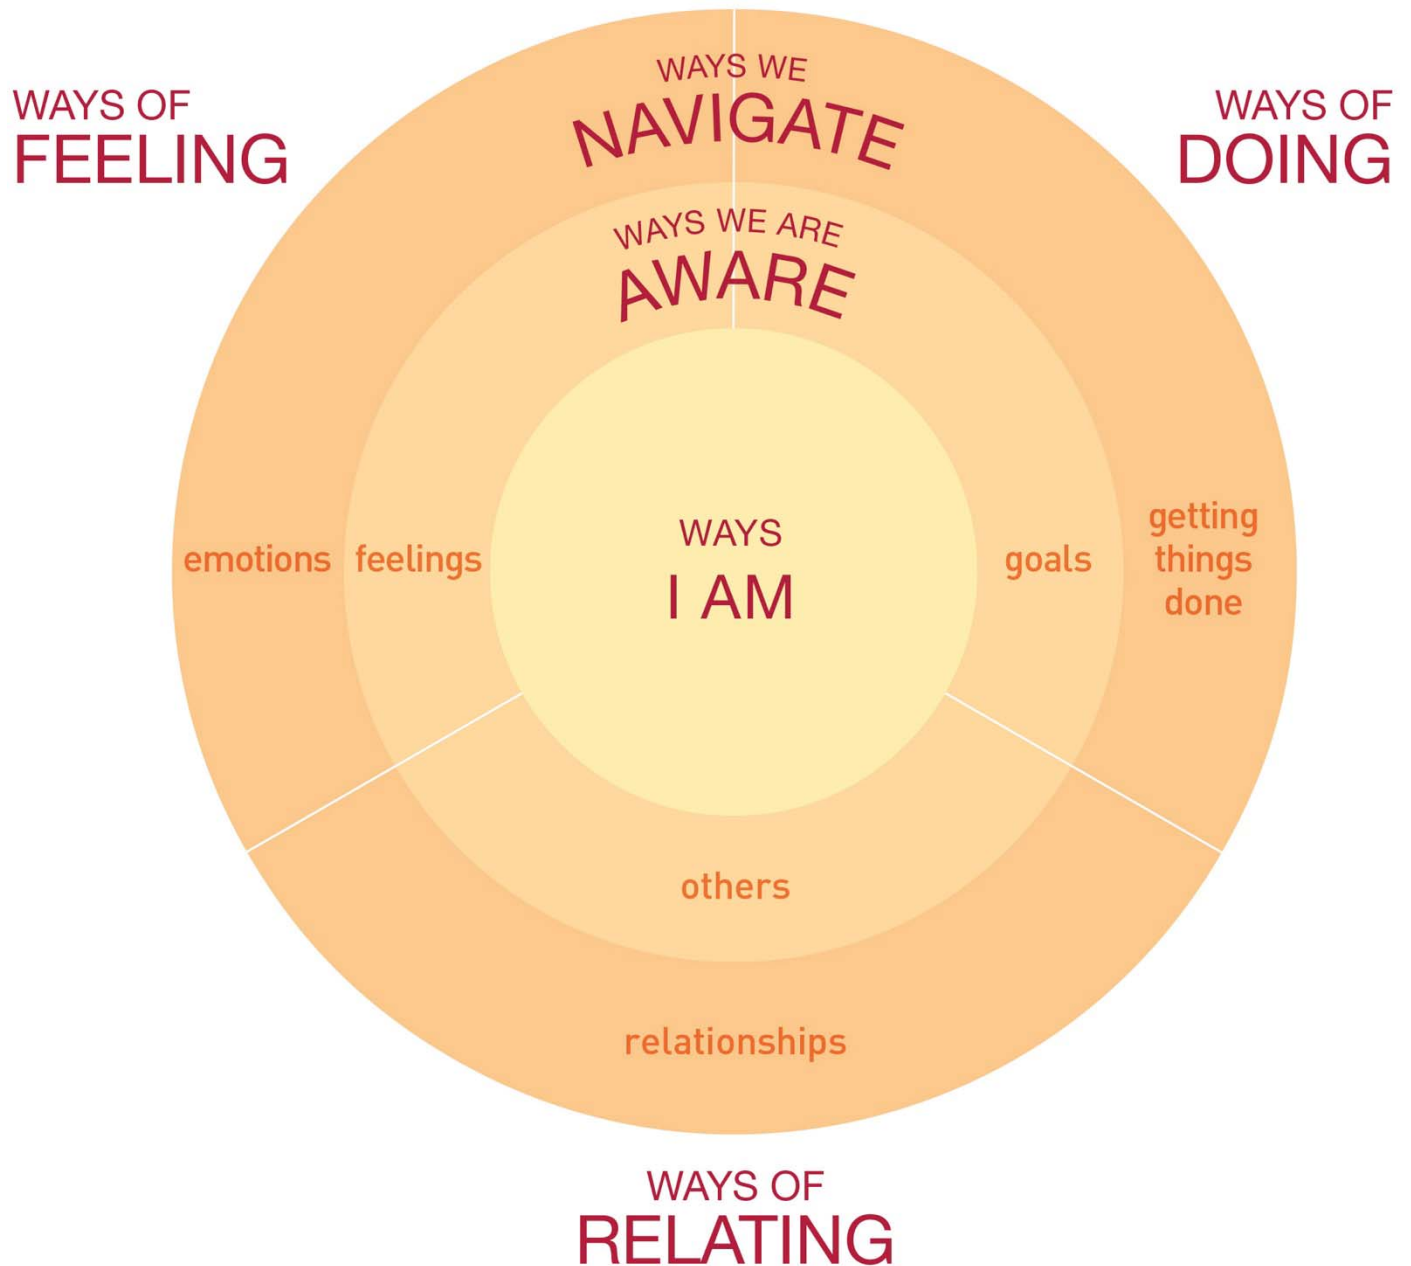 WAYS OF
FEELING
WAYS WE
NAVIGATE
WAYS OF
DOING
WAYS WE ARE
AWARE
WAYS
I AM
emotions
feelings
goals
getting
things
done
others
relationships
WAYS OF
RELATING